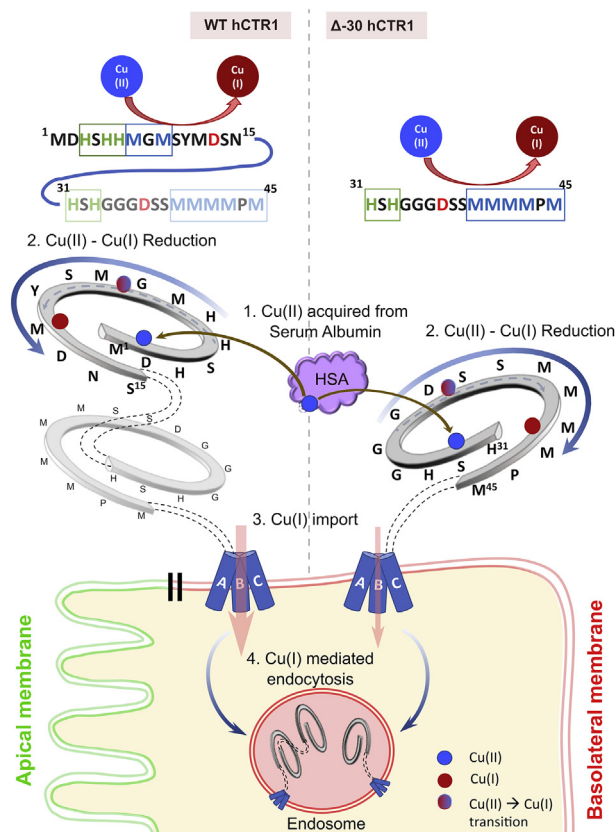 WT hCTR1
Δ-30 hCTR1
Cu
(II)
Cu
(I)
1MDHSHHMGMSYMDSN15
31HSHGGGDSSMMMMPM45
Cu
(II)
Cu
(I)
31HSHGGGDSSMMMMPM45
2. Cu(II) - Cu(I) Reduction
1. Cu(II) acquired from
Serum Albumin
2. Cu(II) - Cu(I) Reduction
HSA
M1 D H S H H M G M S Y M D N S15
H S H G G G D S S M M M M P M
H31 S H G G G D S S M M M M P M45
3. Cu(I) import
A B C
A B C
4. Cu(I) mediated
endocytosis
Endosome
Apical membrane
Basolateral membrane
Cu(II)
Cu(I)
Cu(II) → Cu(I)
transition